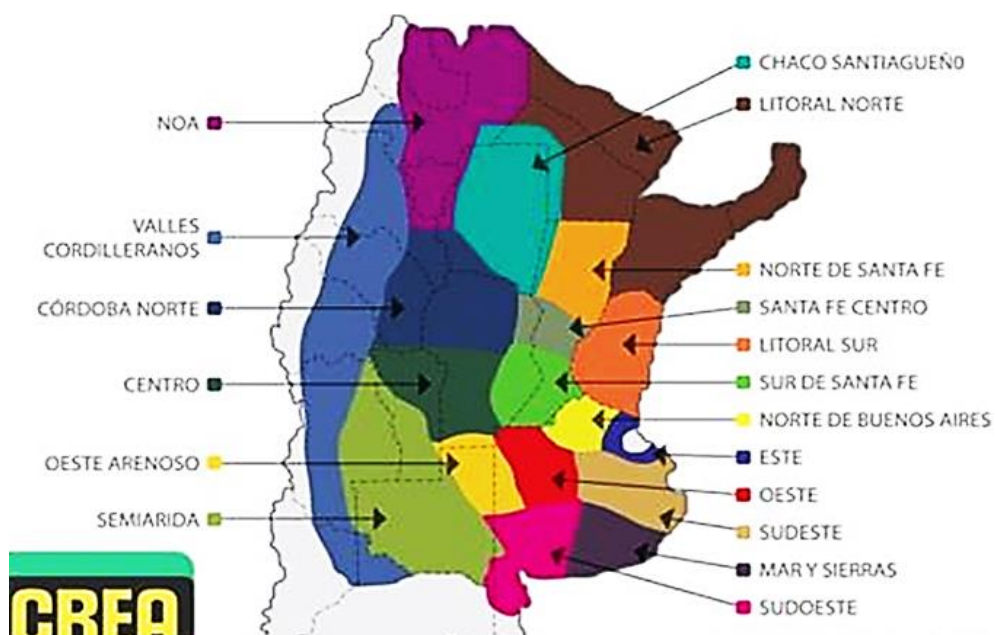 NOA
VALLES
CORDILLERANOS
CÓRDOBA NORTE
CENTRO
OESTE ARENOSO
SEMIARIDA
CREA
CHACO SANTIAGUEÑO
LITORAL NORTE
NORTE DE SANTA FE
SANTA FE CENTRO
LITORAL SUR
SUR DE SANTA FE
NORTE DE BUENOS AIRES
ESTE
OESTE
SUDESTE
MAR Y SIERRAS
SUDOESTE